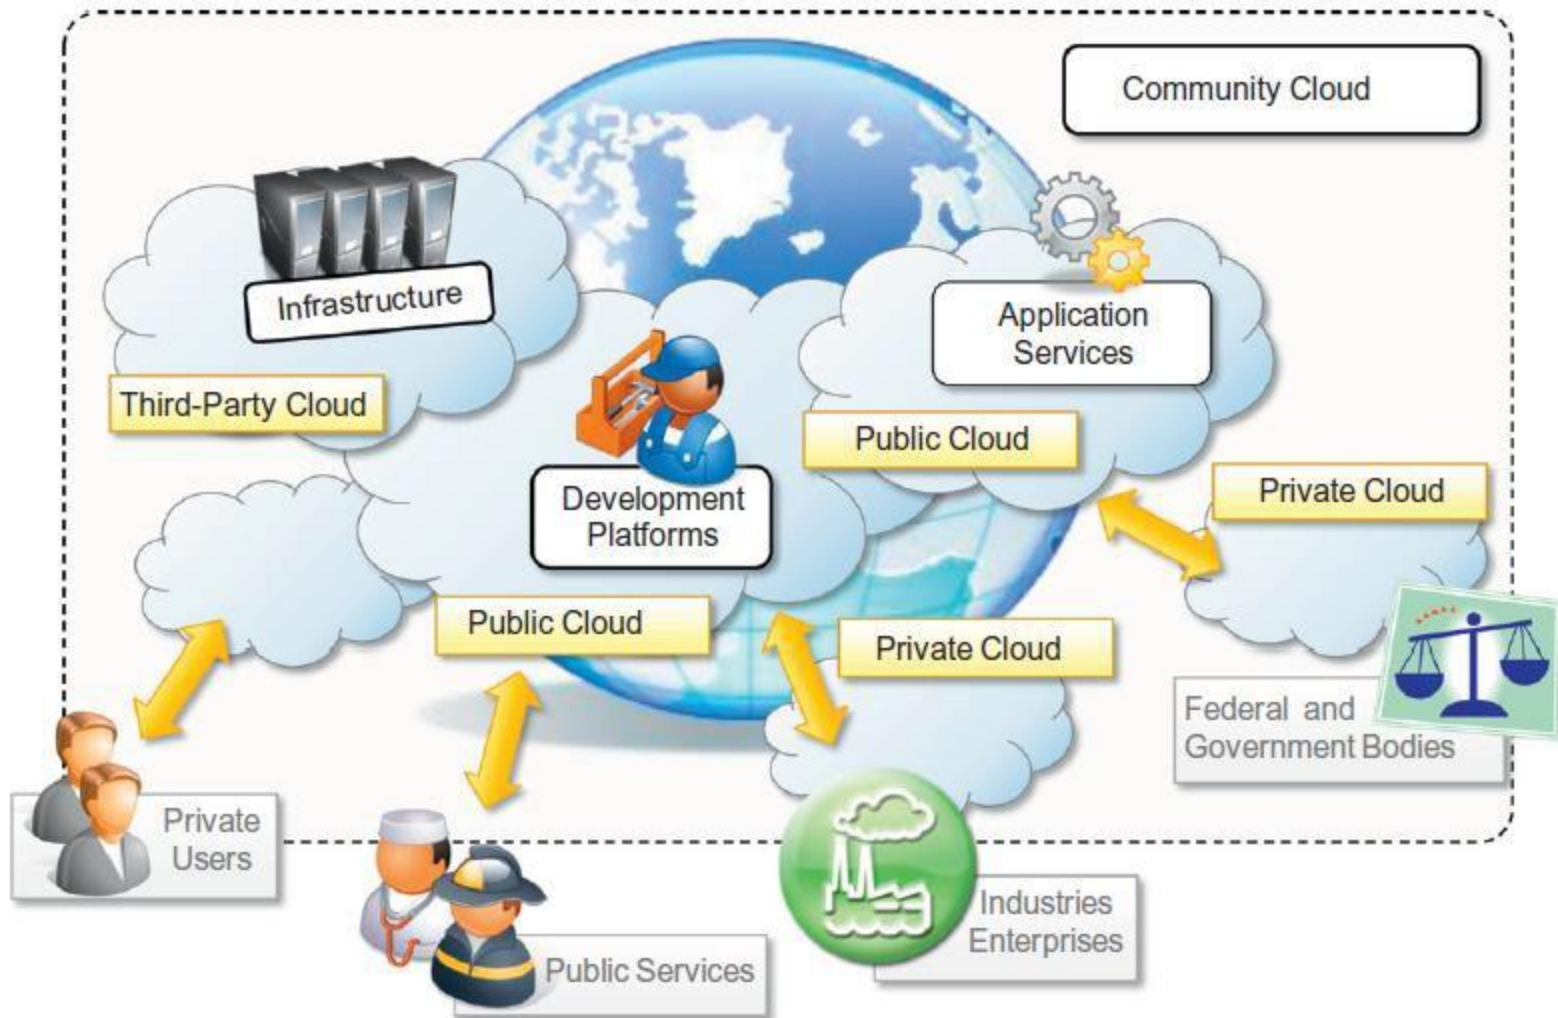 Community Cloud
Infrastructure
Application
Services
Third-Party Cloud
Public Cloud
Development
Platforms
Private Cloud
Public Cloud
Private Cloud
Federal and
Government Bodies
Private
Users
Industries
Enterprises
Public Services